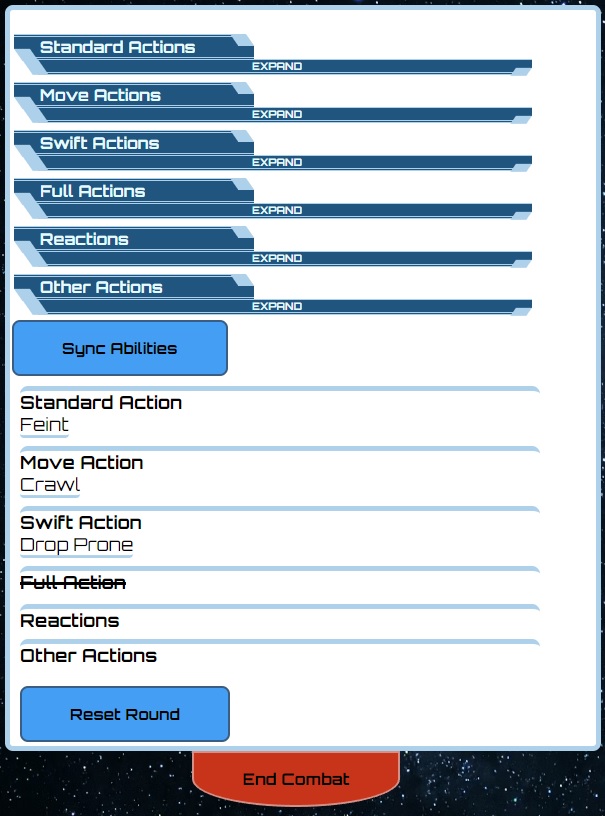 Standard Actions
EXPAND
Move Actions
EXPAND
Swift Actions
EXPAND
Full Actions
EXPAND
Reactions
EXPAND
Other Actions
EXPAND
Sync Abilities
Standard Action
Feint
Move Action
Crawl
Swift Action
Drop Prone
Full Action
Reactions
Other Actions
Reset Round
End Combat